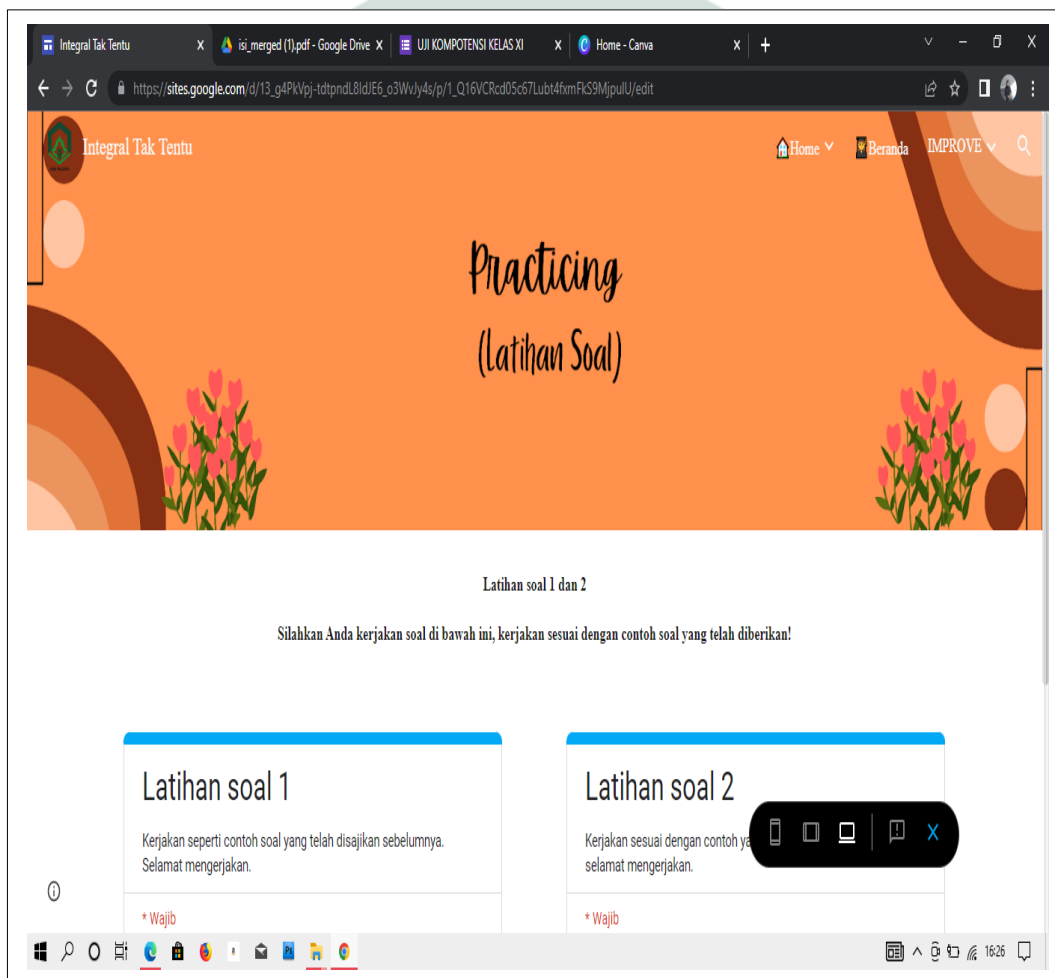 Integral Tak Tentu
isi_merged (1).pdf - Google Drive
UJI KOMPOTENSI KELAS XI
Home - Canva
https://sites.google.com/d/13_g4PkVpj-tdtpndL8IdJE6_o3WvJy4s/p/1_Q16VCRcd05c67Lubt4fxmFkS9MjpulU/edit
Integral Tak Tentu
Home
Beranda
IMPROVE
Practicing
(Latihan Soal)
Latihan soal 1 dan 2
Silahkan Anda kerjakan soal di bawah ini, kerjakan sesuai dengan contoh soal yang telah diberikan!
Latihan soal 1
Kerjakan seperti contoh soal yang telah disajikan sebelumnya.
Selamat mengerjakan.
* Wajib
Latihan soal 2
Kerjakan sesuai dengan contoh ya
selamat mengerjakan.
* Wajib
16:26